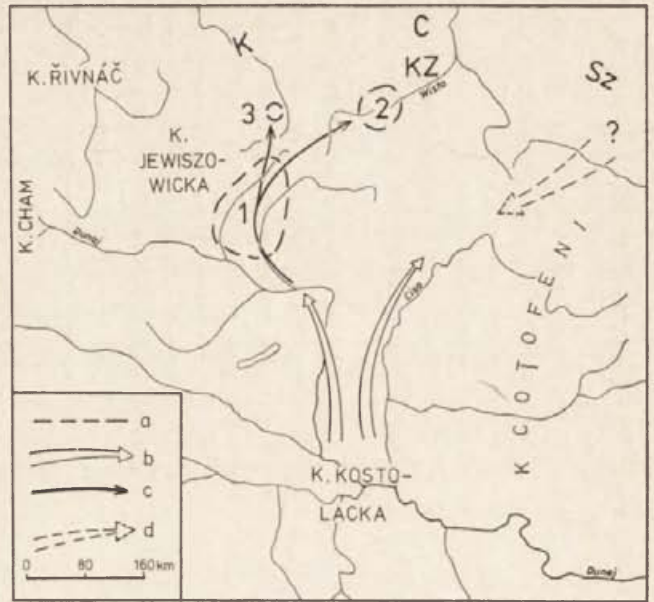 K
C
K. ŘIVNÁČ
KZ
Sz
Wisła
3
2
?
K.
JEWISZO-
WICKA
1
K. CHAM
Dunaj
Cisa
K COTOFENI
K. KOSTO-
LACKA
a
b
c
d
0 80 160 km
Dunaj